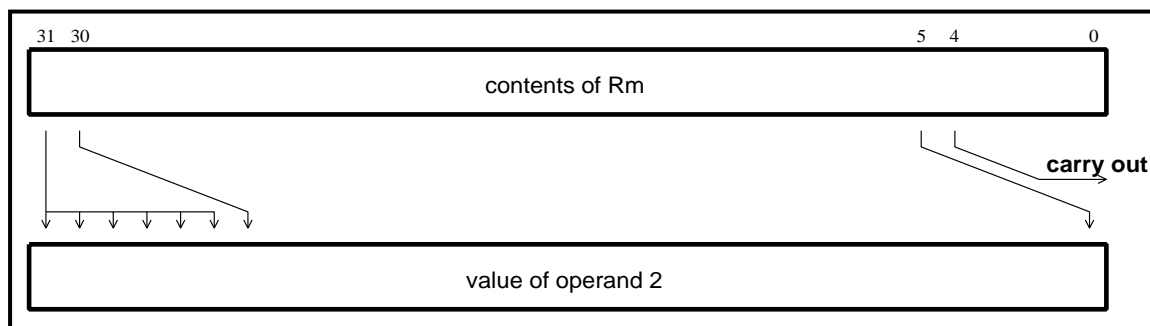 31 30 5 4 0
contents of Rm
carry out
value of operand 2